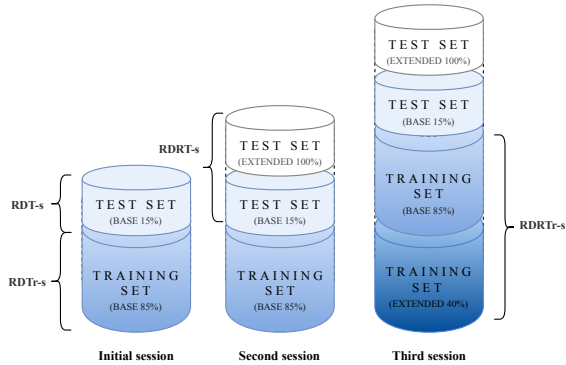 TEST SET
(EXTENDED 100%)
TEST SET
(BASE 15%)
TRAINING
SET
(BASE 85%)
TRAINING
SET
(EXTENDED 40%)
RDRTr-s
TEST SET
(EXTENDED 100%)
RDRT-s
TEST SET
(BASE 15%)
TRAINING
SET
(BASE 85%)
TEST SET
(BASE 15%)
RDT-s
TRAINING
SET
(BASE 85%)
RDTr-s
Initial session
Second session
Third session